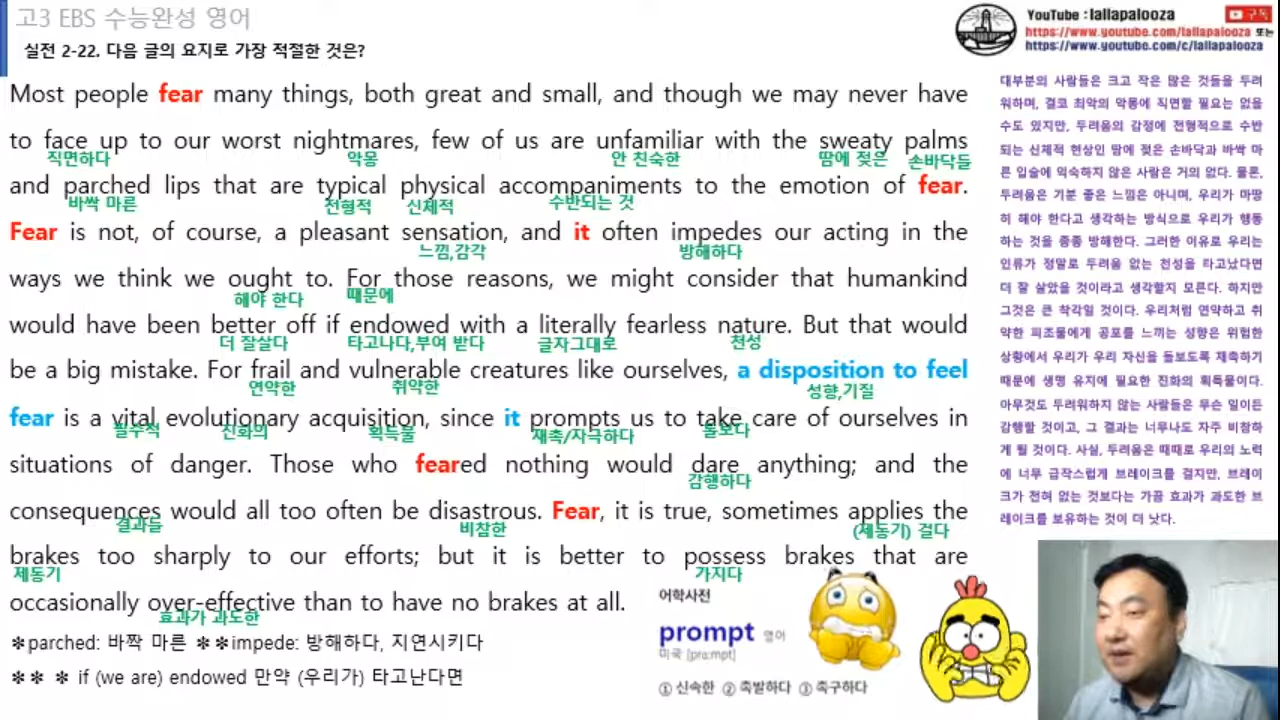 고3 EBS 수능완성 영어
YouTube : lallapalooza
구독
https://www.youtube.com/lallapalooza 또는
https://www.youtube.com/c/lallapalooza
실전 2-22. 다음 글의 요지로 가장 적절한 것은?
Most people fear many things, both great and small, and though we may never have
to face up to our worst nightmares, few of us are unfamiliar with the sweaty palms
직면하다 악몽 안 친숙한 땀에 젖은 손바닥들
and parched lips that are typical physical accompaniments to the emotion of fear.
바싹 마른 전형적 신체적 수반되는 것
Fear is not, of course, a pleasant sensation, and it often impedes our acting in the
느낌,감각 방해하다
ways we think we ought to. For those reasons, we might consider that humankind
해야 한다 때문에
would have been better off if endowed with a literally fearless nature. But that would
더 잘살다 타고나다,부여 받다 글자그대로 천성
be a big mistake. For frail and vulnerable creatures like ourselves, a disposition to feel
연약한 취약한 성향,기질
fear is a vital evolutionary acquisition, since it prompts us to take care of ourselves in
필수적 진화의 획득물 재촉/자극하다 돌보다
situations of danger. Those who feared nothing would dare anything; and the
감행하다
consequences would all too often be disastrous. Fear, it is true, sometimes applies the
결과들 비참한 (제동기) 걸다
brakes too sharply to our efforts; but it is better to possess brakes that are
제동기 가지다
occasionally over-effective than to have no brakes at all.
효과가 과도한
✻parched: 바짝 마른 ✻✻impede: 방해하다, 지연시키다
✻✻ ✻ if (we are) endowed 만약 (우리가) 타고난다면
어학사전
prompt 영어
미국 [prɑ:mpt]
① 신속한 ② 촉발하다 ③ 촉구하다
대부분의 사람들은 크고 작은 많은 것들을 두려
워하며, 결코 최악의 악몽에 직면할 필요는 없을
수도 있지만, 두려움의 감정에 전형적으로 수반
되는 신체적 현상인 땀에 젖은 손바닥과 바싹 마
른 입술에 익숙하지 않은 사람은 거의 없다. 물론,
두려움은 기분 좋은 느낌은 아니며, 우리가 마땅
히 해야 한다고 생각하는 방식으로 우리가 행동
하는 것을 종종 방해한다. 그러한 이유로 우리는
인류가 정말로 두려움 없는 천성을 타고났다면
더 잘 살았을 것이라고 생각할지 모른다. 하지만
그것은 큰 착각일 것이다. 우리처럼 연약하고 취
약한 피조물에게 공포를 느끼는 성향은 위험한
상황에서 우리가 우리 자신을 돌보도록 재촉하기
때문에 생명 유지에 필요한 진화의 획득물이다.
아무것도 두려워하지 않는 사람들은 무슨 일이든
감행할 것이고, 그 결과는 너무나도 자주 비참하
게 될 것이다. 사실, 두려움은 때때로 우리의 노력
에 너무 급작스럽게 브레이크를 걸지만, 브레이
크가 전혀 없는 것보다는 가끔 효과가 과도한 브
레이크를 보유하는 것이 더 낫다.